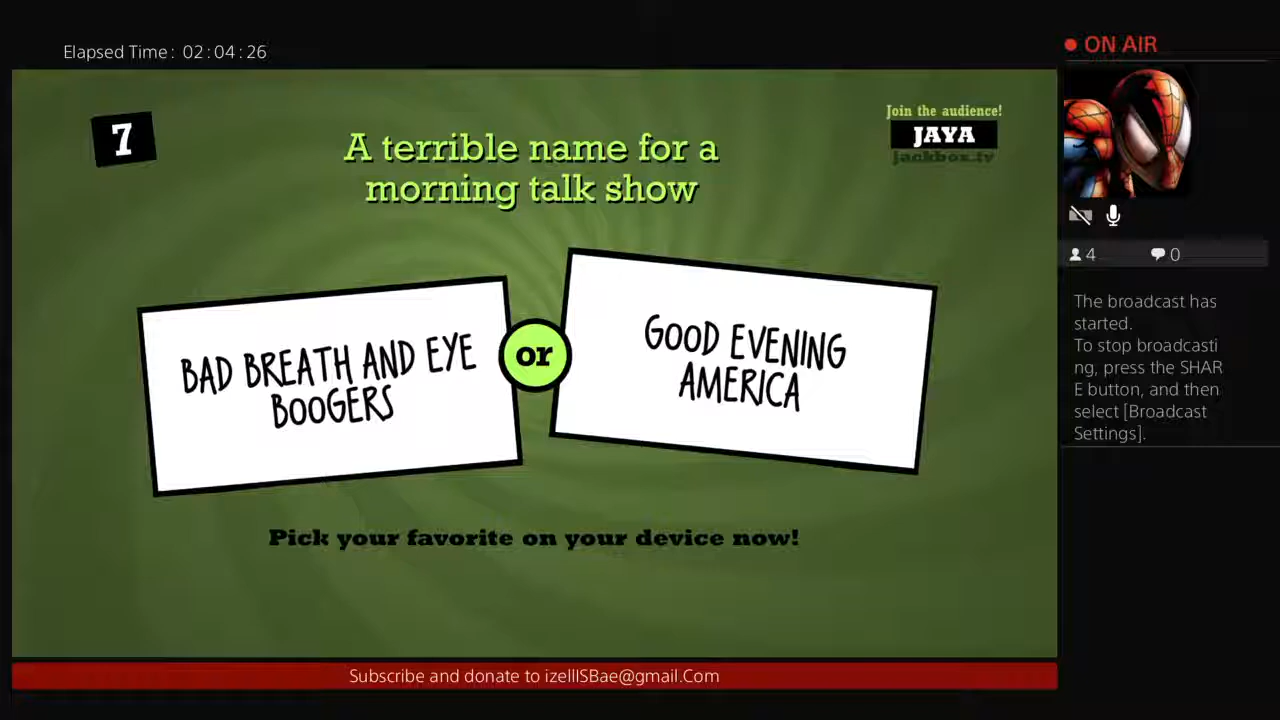 Elapsed Time: 02:04:26
ON AIR
7
A terrible name for a
morning talk show
Join the audience!
JAYA
jackbox.tv
BAD BREATH AND EYE
BOOGERS
or
GOOD EVENING
AMERICA
Pick your favorite on your device now!
4
0
The broadcast has
started.
To stop broadcasti
ng, press the SHAR
E button, and then
select [Broadcast
Settings].
Subscribe and donate to izellISBae@gmail.Com